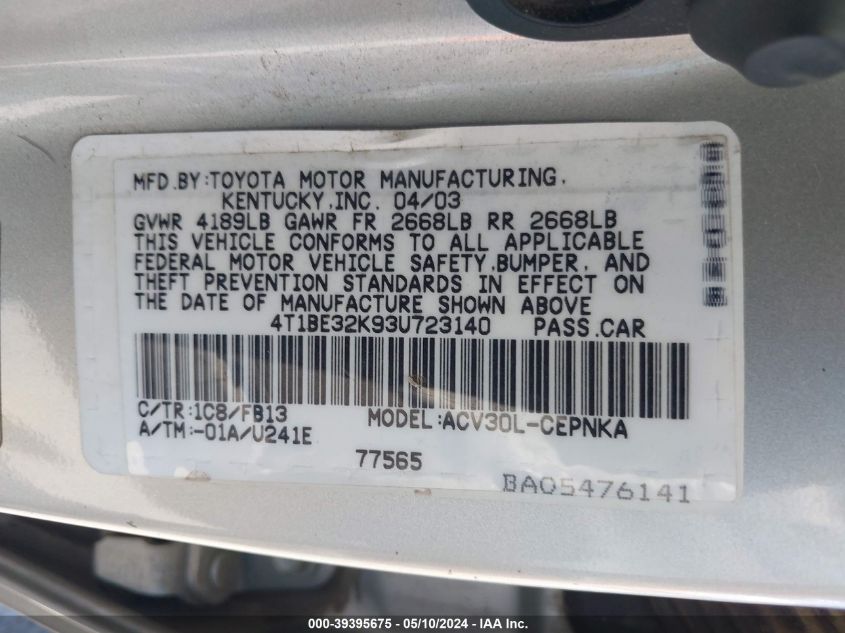 MFD.BY:TOYOTA MOTOR MANUFACTURING,
KENTUCKY,INC. 04/03
GVWR 4189LB GAWR FR 2668LB RR 2668LB
THIS VEHICLE CONFORMS TO ALL APPLICABLE
FEDERAL MOTOR VEHICLE SAFETY,BUMPER, AND
THEFT PREVENTION STANDARDS IN EFFECT ON
THE DATE OF MANUFACTURE SHOWN ABOVE
4T1BE32K93U723140 PASS.CAR
C/TR:1C8/FB13 MODEL:ACV30L-CEPNKA
A/TM:-01A/U241E
77565
BA05476141
000-39395675 - 05/10/2024 - IAA Inc.